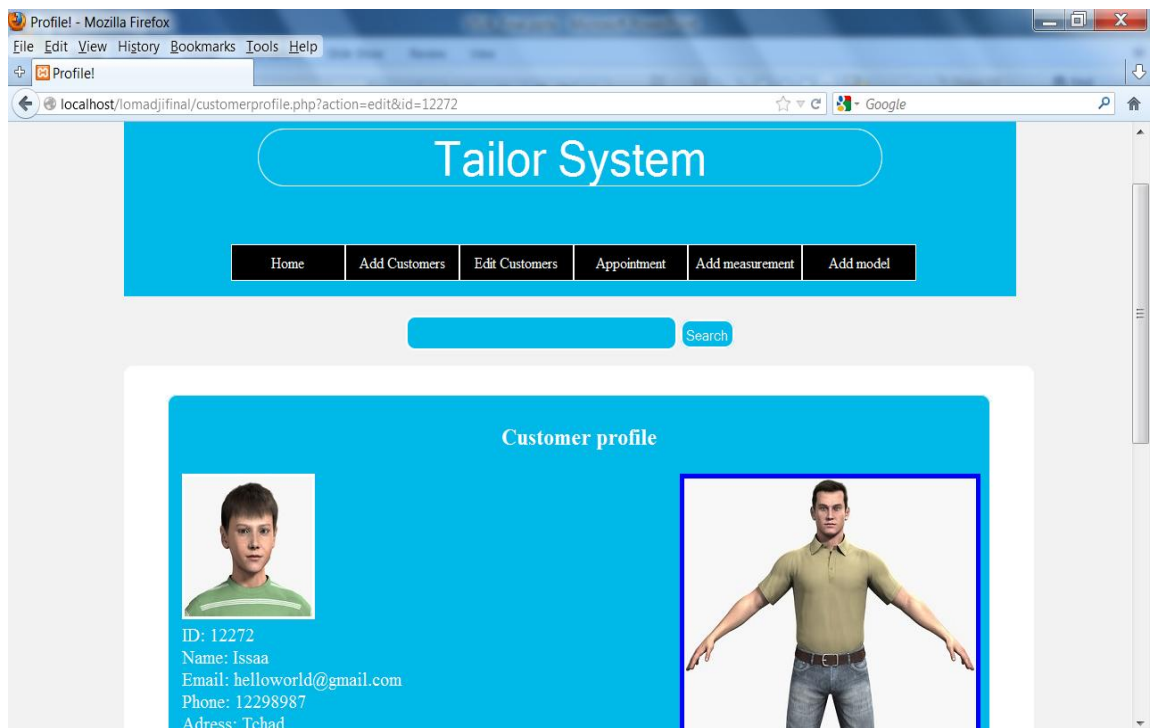 Profile! - Mozilla Firefox
File Edit View History Bookmarks Tools Help
Profile!
localhost/lomadjifinal/customerprofile.php?action=edit&id=12272
Google
Tailor System
Home Add Customers Edit Customers Appointment Add measurement Add model
Search
Customer profile
ID: 12272
Name: Issaa
Email: helloworld@gmail.com
Phone: 12298987
Adress: Tchad